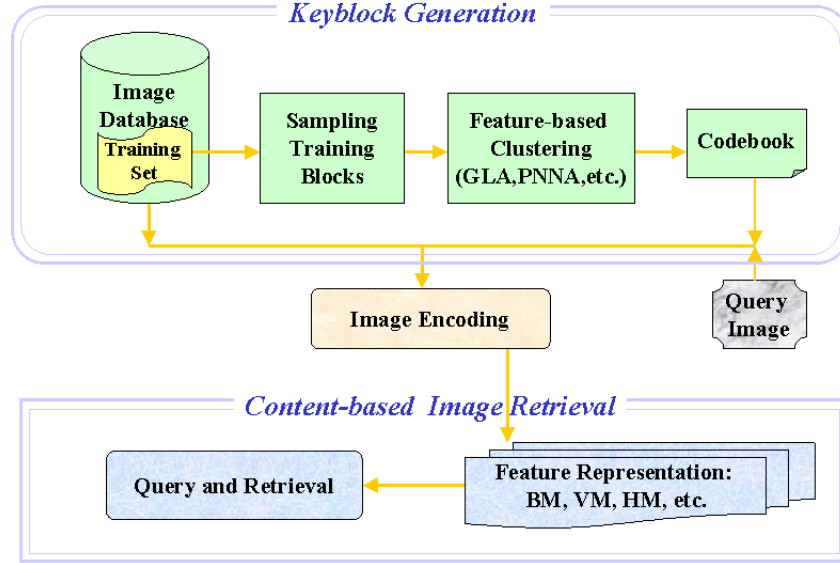 Keyblock Generation
Image
Database
Training
Set
Sampling
Training
Blocks
Feature-based
Clustering
(GLA,PNNA,etc.)
Codebook
Query
Image
Image Encoding
Content-based Image Retrieval
Query and Retrieval
Feature Representation:
BM, VM, HM, etc.